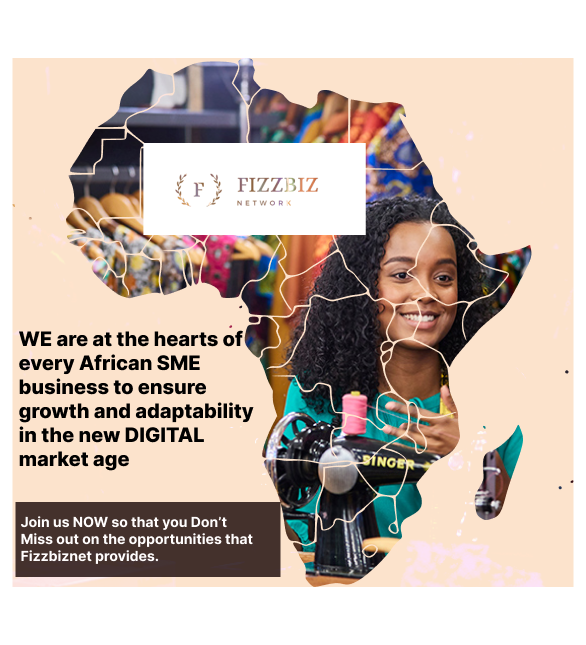 F
FIZZBIZ
NETWORX
WE are at the hearts of
every African SME
business to ensure
growth and adaptability
in the new DIGITAL
market age
SINGER
Join us NOW so that you Don't
Miss out on the opportunities that
Fizzbiznet provides.